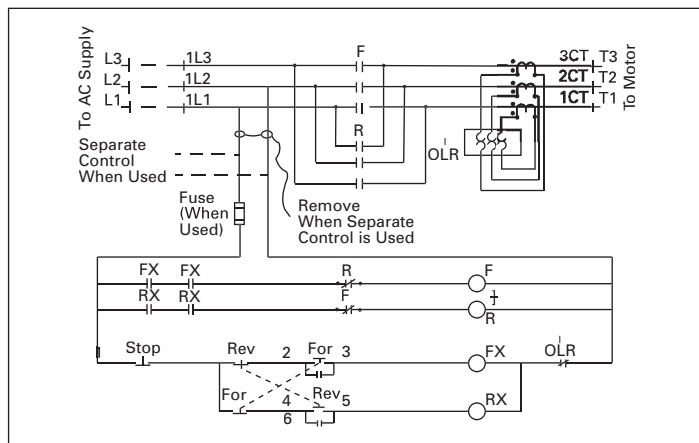 To AC Supply
L3 1L3 F 3CT T3
L2 1L2 2CT T2
L1 1L1 1CT T1
To Motor
R
OLR
Separate
Control
When Used
Fuse
(When
Used)
Remove
When Separate
Control is Used
FX FX R F
RX RX F
R
Stop Rev 2 For 3 FX OLR
For 4 Rev 5 RX
6